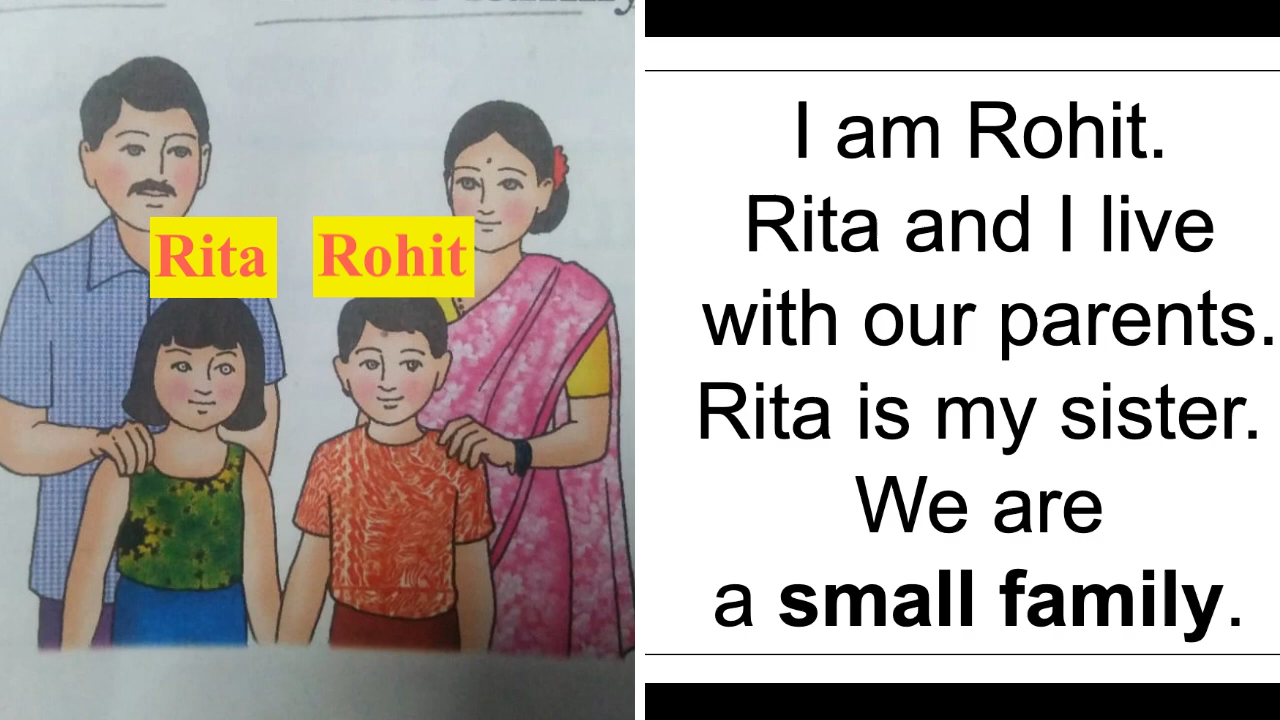 Rita
Rohit
I am Rohit.
Rita and I live
with our parents.
Rita is my sister.
We are
a small family.